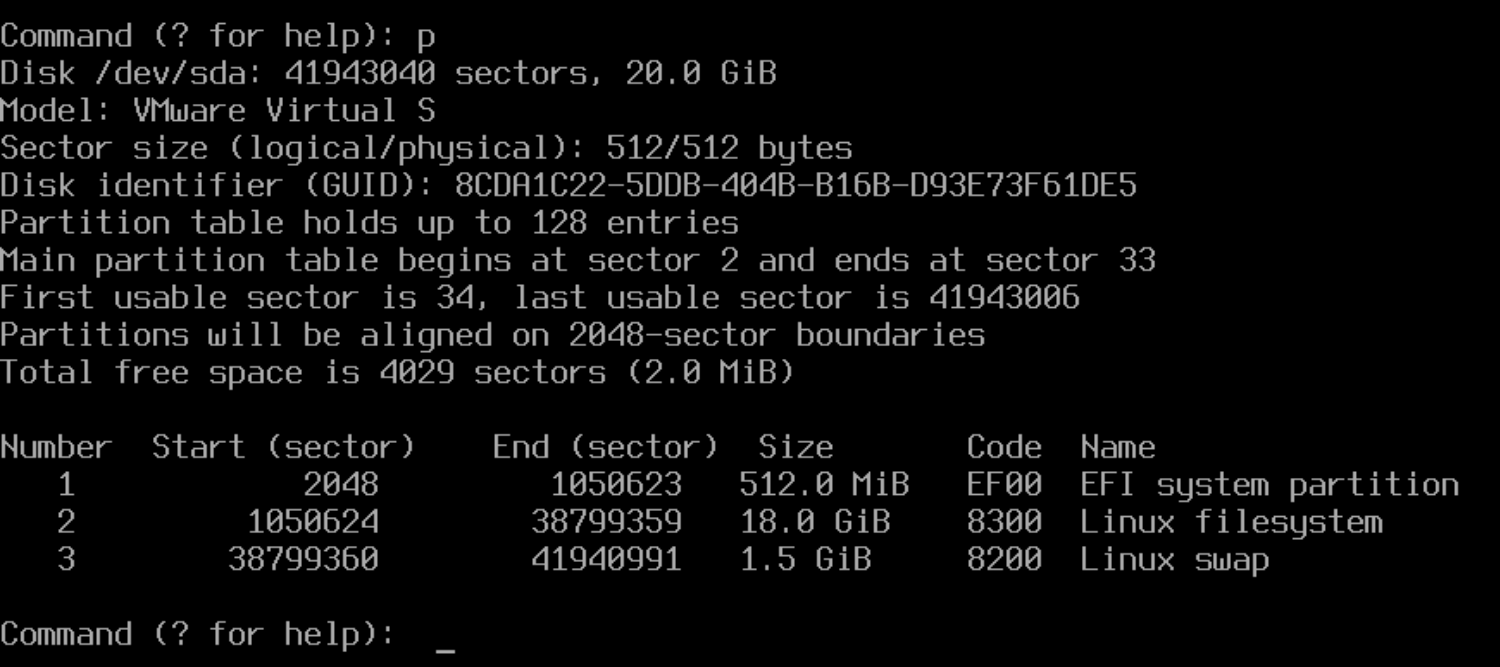 Command (? for help): p
Disk /dev/sda: 41943040 sectors, 20.0 GiB
Model: VMware Virtual S
Sector size (logical/physical): 512/512 bytes
Disk identifier (GUID): 8CDA1C22-5DDB-404B-B16B-D93E73F61DE5
Partition table holds up to 128 entries
Main partition table begins at sector 2 and ends at sector 33
First usable sector is 34, last usable sector is 41943006
Partitions will be aligned on 2048-sector boundaries
Total free space is 4029 sectors (2.0 MiB)
Number  Start (sector)    End (sector)  Size       Code  Name
   1            2048         1050623   512.0 MiB   EF00  EFI system partition
   2         1050624        38799359   18.0 GiB    8300  Linux filesystem
   3        38799360        41940991   1.5 GiB     8200  Linux swap
Command (? for help):  _